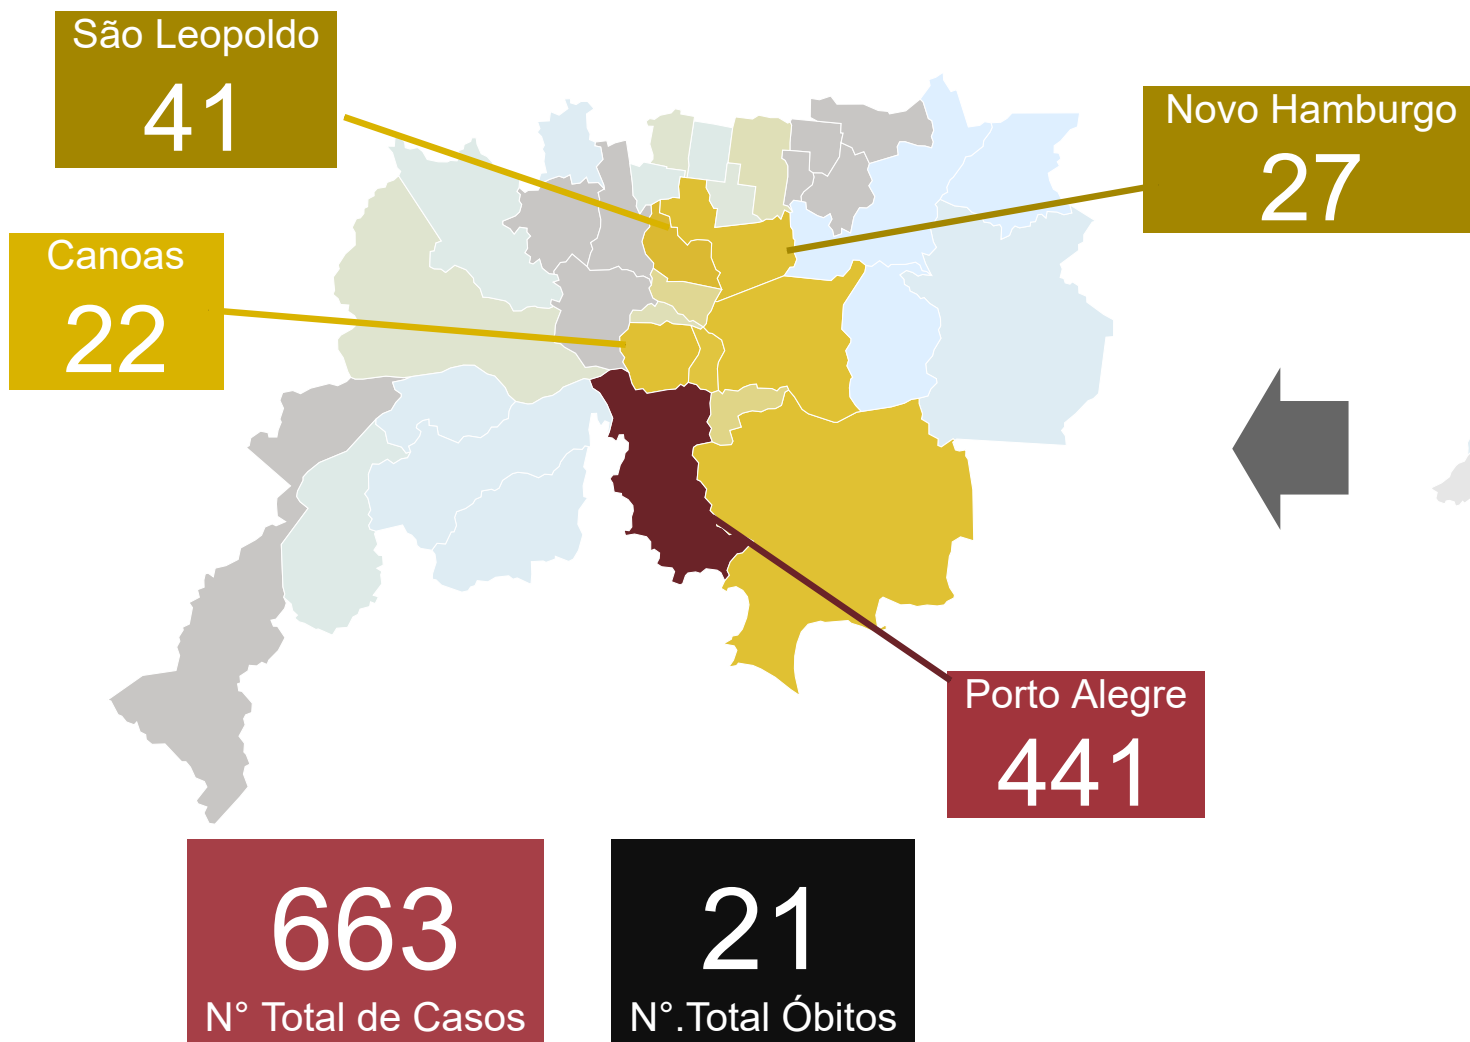 São Leopoldo
41
Novo Hamburgo
27
Canoas
22
Porto Alegre
441
663
N° Total de Casos
21
N°.Total Óbitos